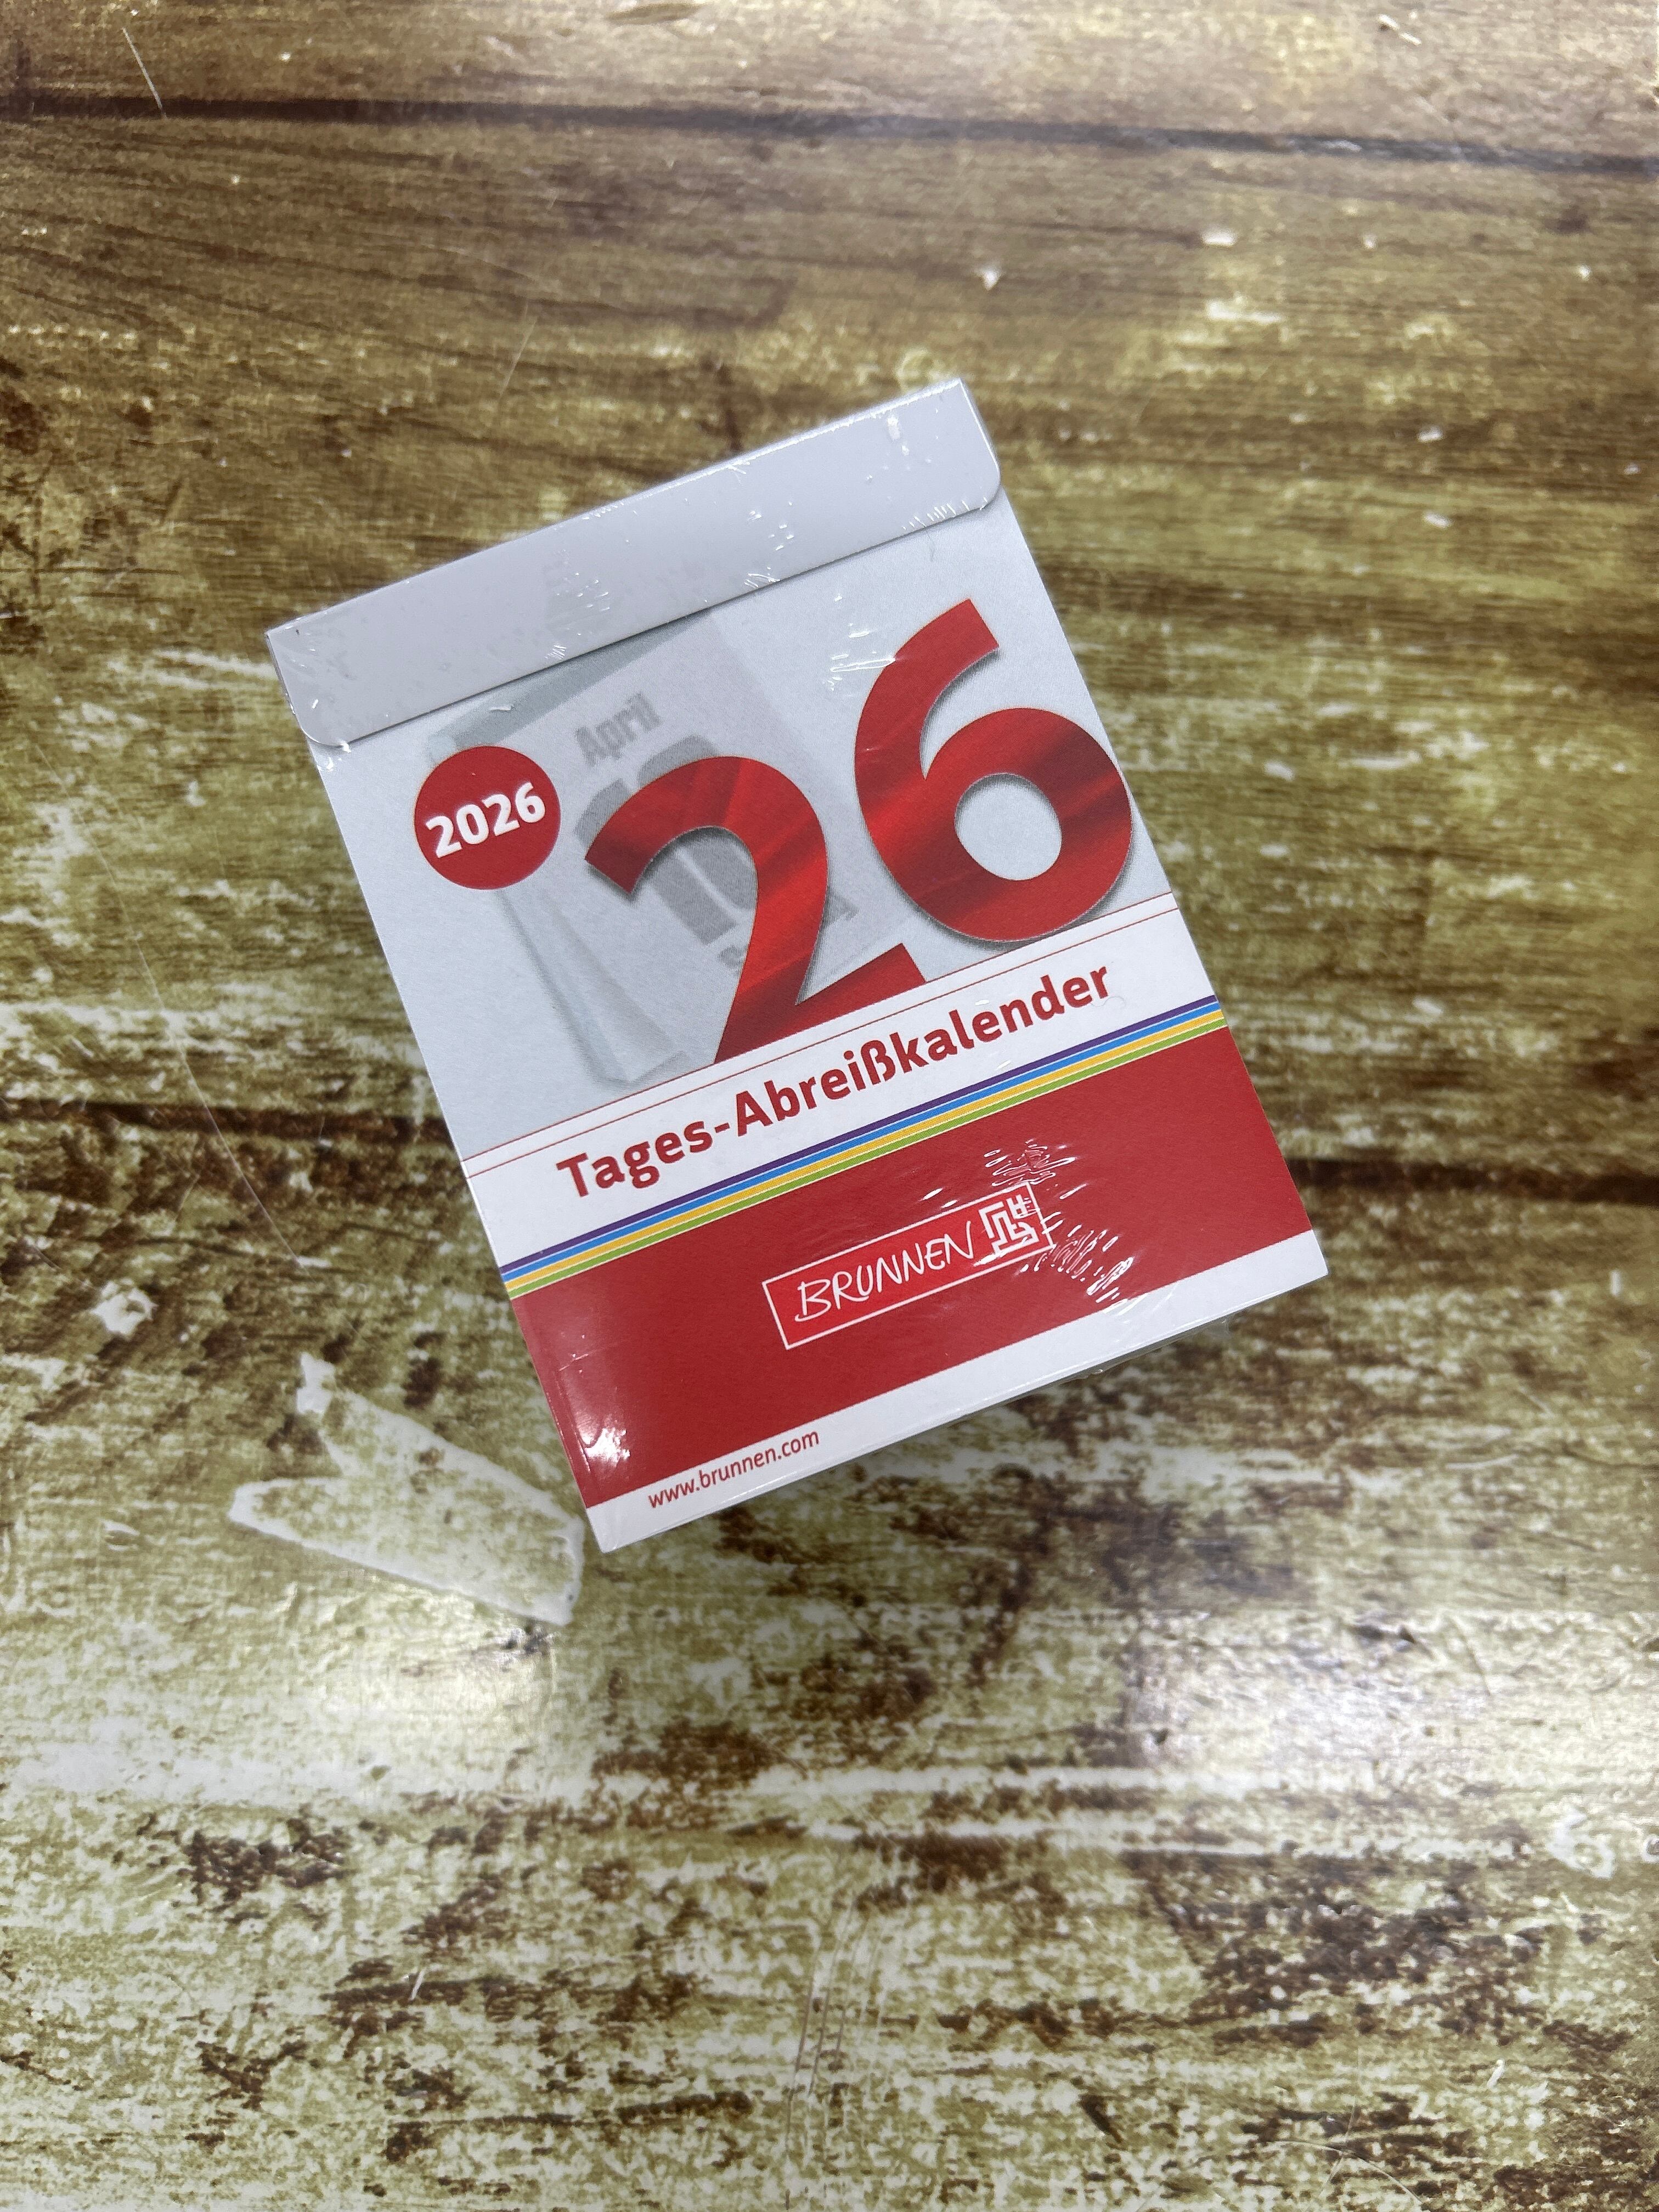 2026
April
26
Tages-Abreißkalender
BRUNNEN
www.brunnen.com